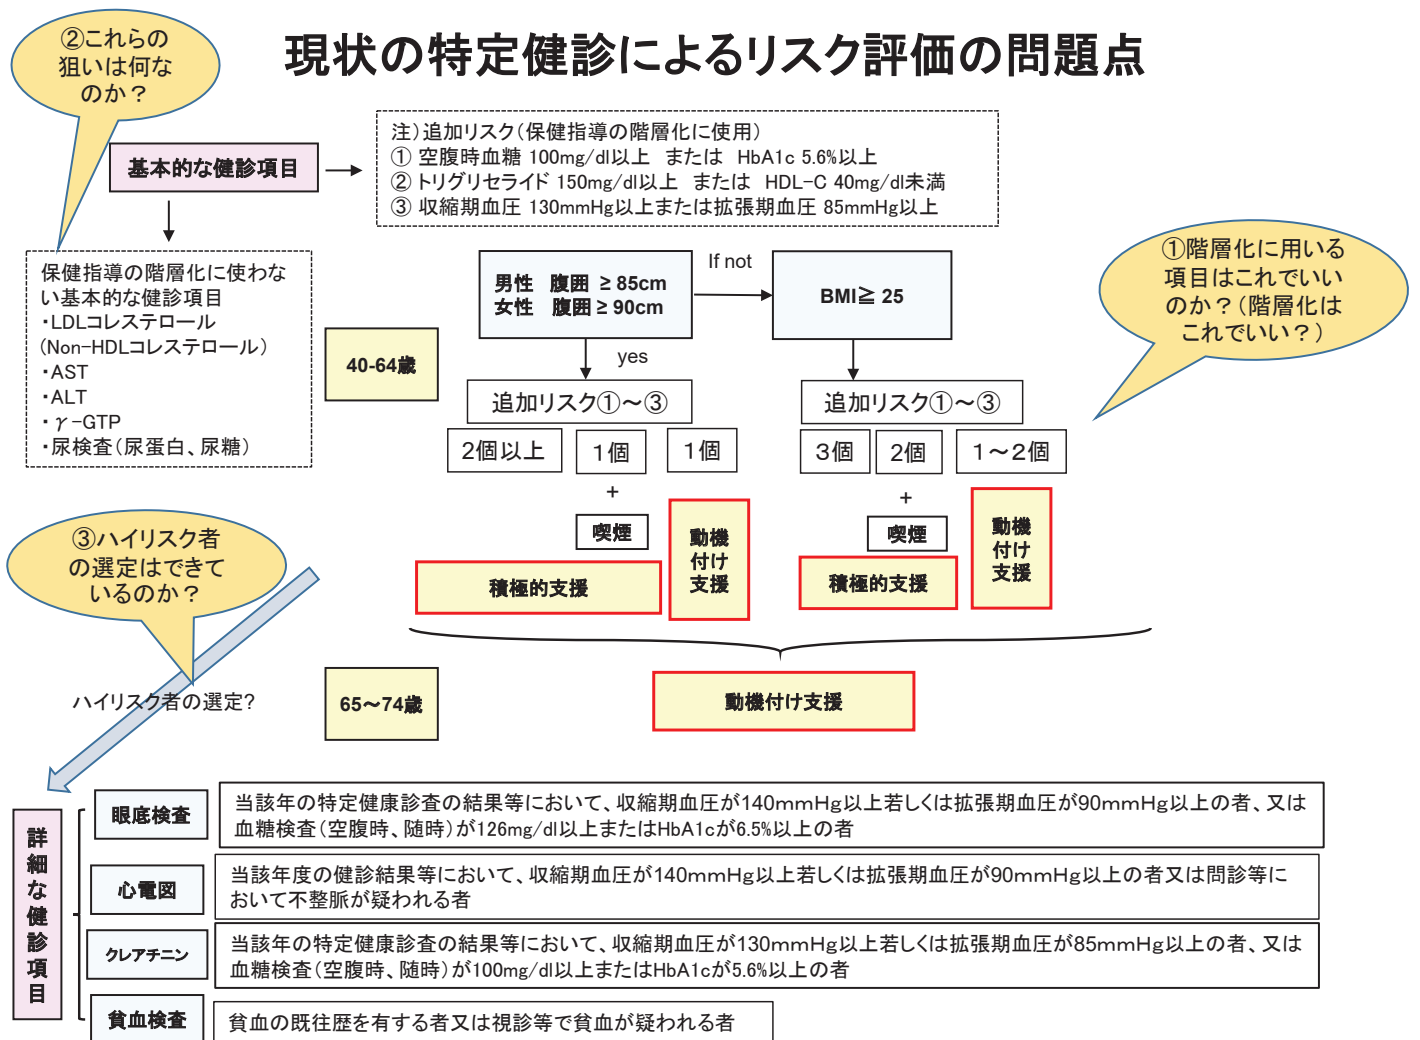 現状の特定健診によるリスク評価の問題点
②これらの
狙いは何な
のか？
基本的な健診項目
注）追加リスク（保健指導の階層化に使用）
① 空腹時血糖 100mg/dl以上　または　HbA1c 5.6%以上
② トリグリセライド 150mg/dl以上　または　HDL-C 40mg/dl未満
③ 収縮期血圧 130mmHg以上または拡張期血圧 85mmHg以上
保健指導の階層化に使わな
い基本的な健診項目
・LDLコレステロール
（Non-HDLコレステロール）
・AST
・ALT
・γ-GTP
・尿検査（尿蛋白、尿糖）
①階層化に用いる
項目はこれでいい
のか？（階層化は
これでいい？）
男性　腹囲 ≥ 85cm
女性　腹囲 ≥ 90cm
If not
BMI≧ 25
40-64歳
yes
追加リスク①～③
追加リスク①～③
2個以上
1個
1個
3個
2個
1～2個
+
+
喫煙
喫煙
動機
付け
支援
動機
付け
支援
積極的支援
積極的支援
③ハイリスク者
の選定はできて
いるのか？
ハイリスク者の選定?
65～74歳
動機付け支援
詳細な健診項目
眼底検査
当該年の特定健康診査の結果等において、収縮期血圧が140mmHg以上若しくは拡張期血圧が90mmHg以上の者、又は
血糖検査（空腹時、随時）が126mg/dl以上またはHbA1cが6.5%以上の者
心電図
当該年度の健診結果等において、収縮期血圧が140mmHg以上若しくは拡張期血圧が90mmHg以上の者又は問診等に
おいて不整脈が疑われる者
クレアチニン
当該年の特定健康診査の結果等において、収縮期血圧が130mmHg以上若しくは拡張期血圧が85mmHg以上の者、又は
血糖検査（空腹時、随時）が100mg/dl以上またはHbA1cが5.6%以上の者
貧血検査
貧血の既往歴を有する者又は視診等で貧血が疑われる者